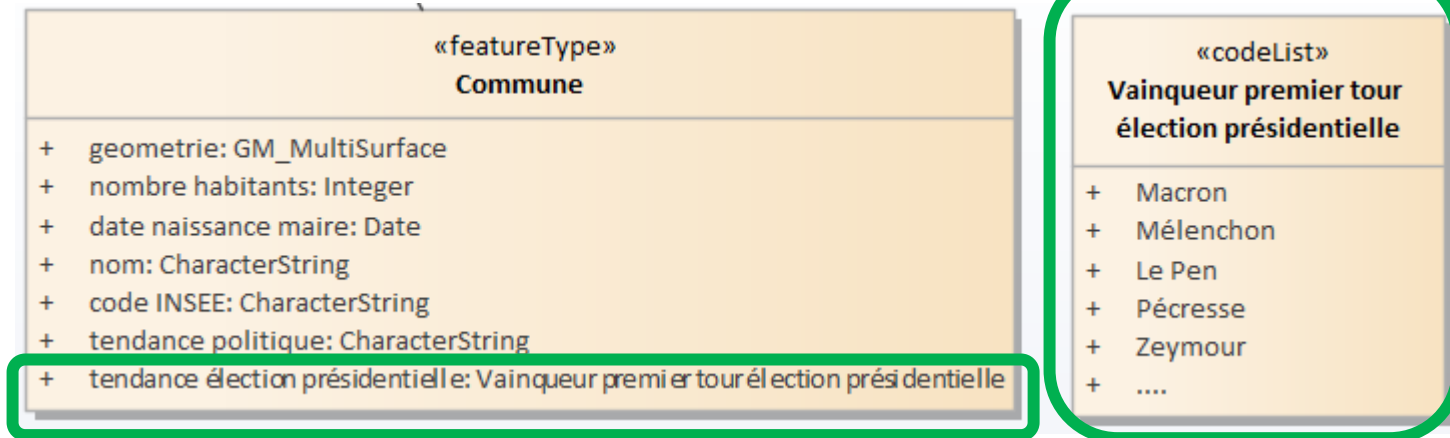 «featureType»
Commune
+ geometrie: GM_MultiSurface
+ nombre habitants: Integer
+ date naissance maire: Date
+ nom: CharacterString
+ code INSEE: CharacterString
+ tendance politique: CharacterString
+ tendance élection présidentielle: Vainqueur premier tour élection présidentielle
«codeList»
Vainqueur premier tour
élection présidentielle
+ Macron
+ Mélenchon
+ Le Pen
+ Pécresse
+ Zeymour
+ ....